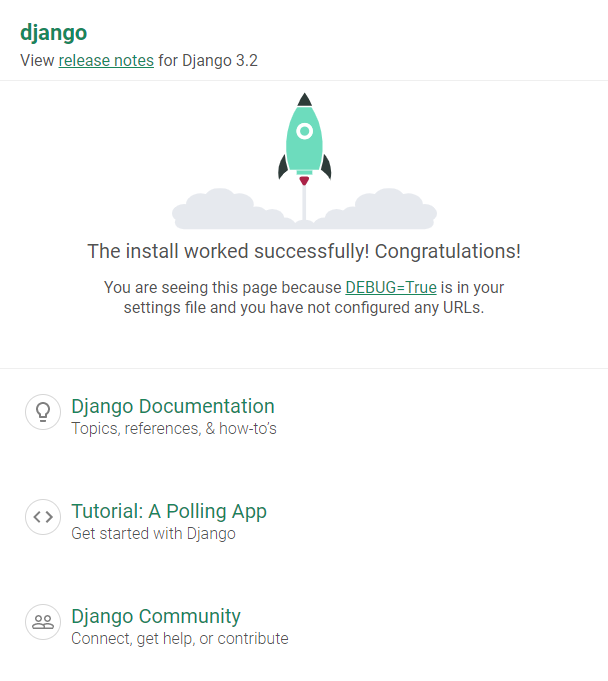 django
View release notes for Django 3.2
The install worked successfully! Congratulations!
You are seeing this page because DEBUG=True is in your
settings file and you have not configured any URLs.
Django Documentation
Topics, references, & how-to’s
Tutorial: A Polling App
Get started with Django
Django Community
Connect, get help, or contribute